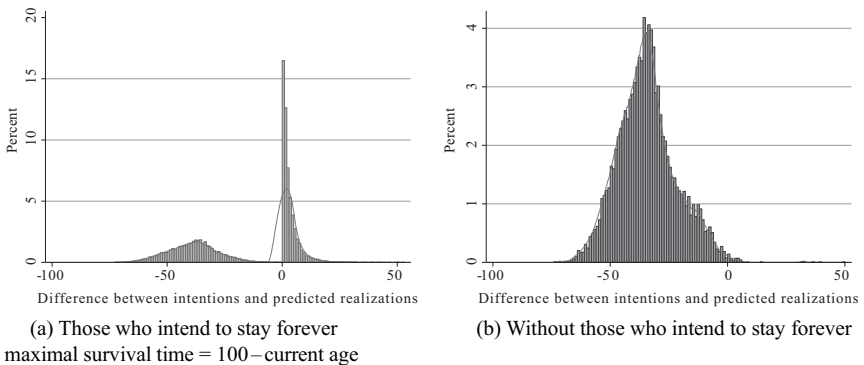 20
15
10
5
0
Percent
-100
-50
0
50
Difference between intentions and predicted realizations
(a) Those who intend to stay forever
maximal survival time = 100–current age
4
3
2
1
0
Percent
-100
-50
0
50
Difference between intentions and predicted realizations
(b) Without those who intend to stay forever